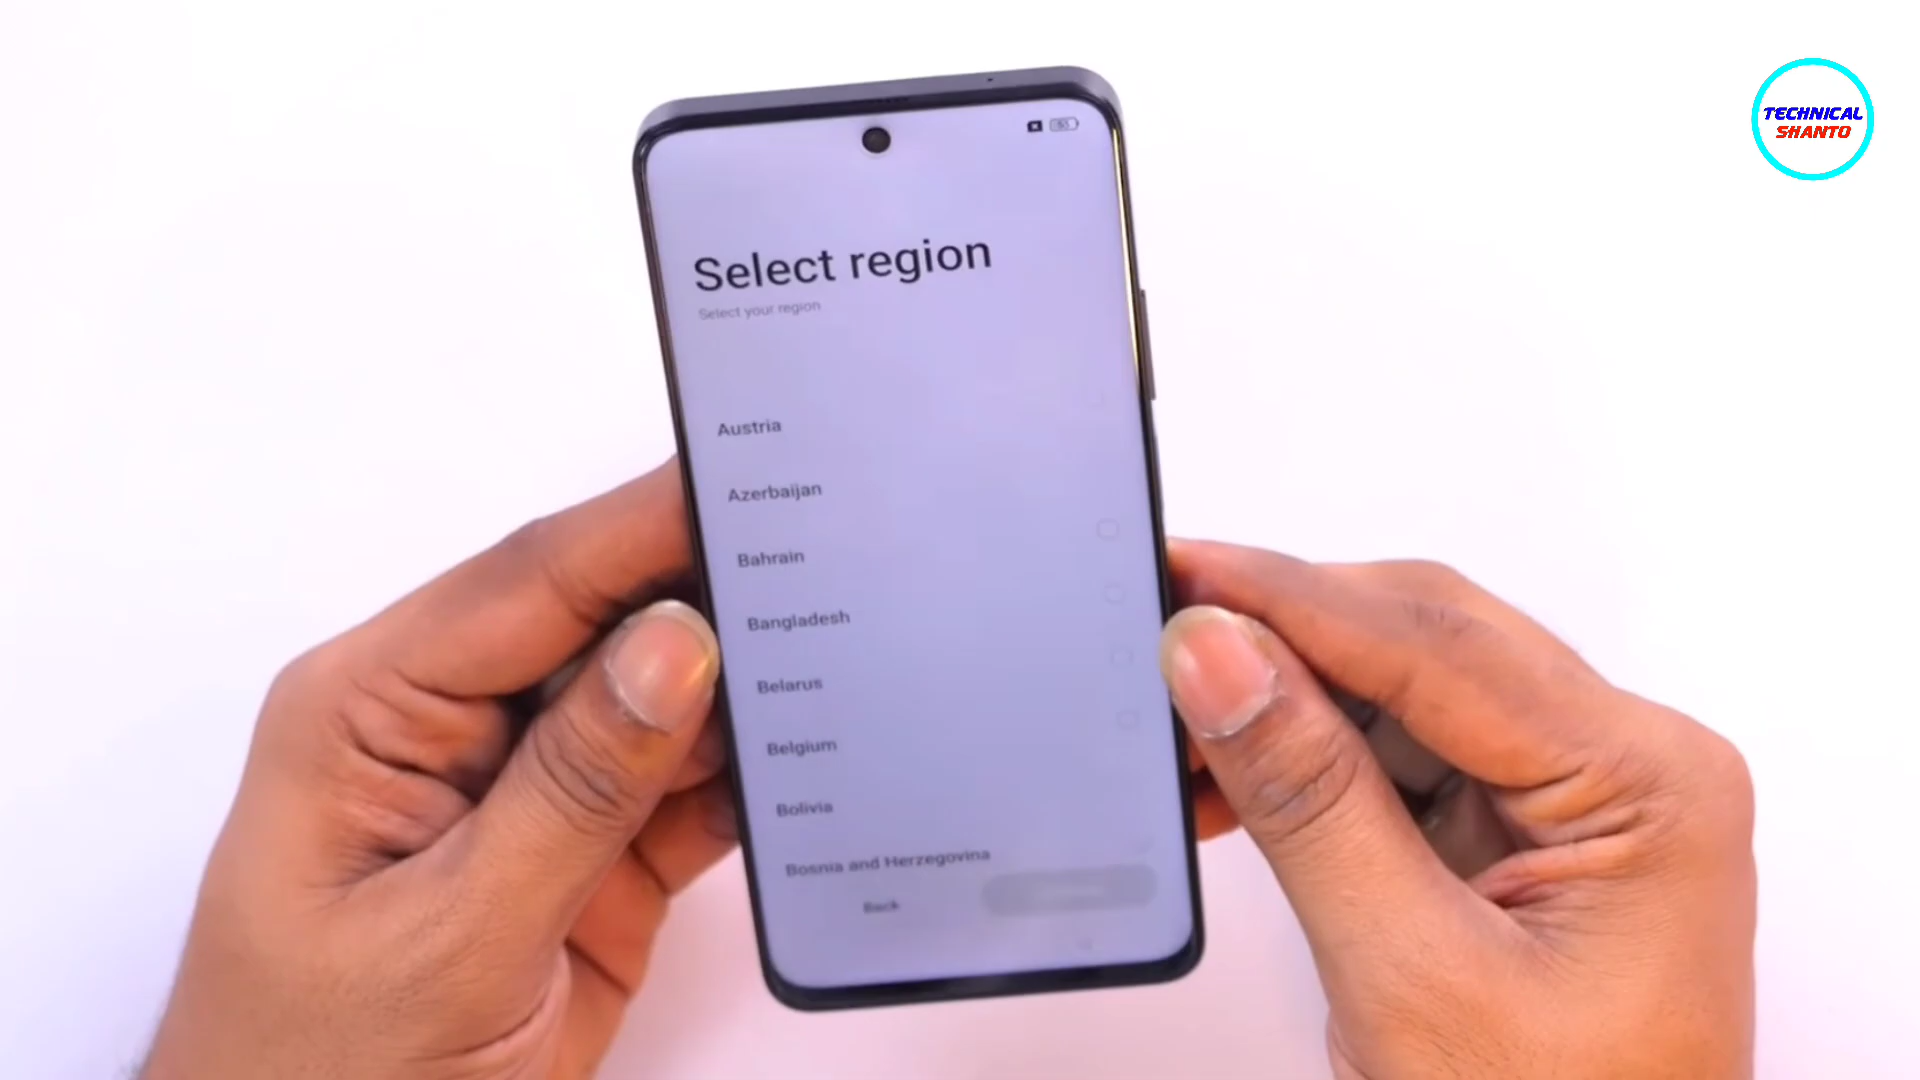 TECHNICAL
SHANTO
Select region
Select your region
Austria
Azerbaijan
Bahrain
Bangladesh
Belarus
Belgium
Bolivia
Bosnia and Herzegovina
Back